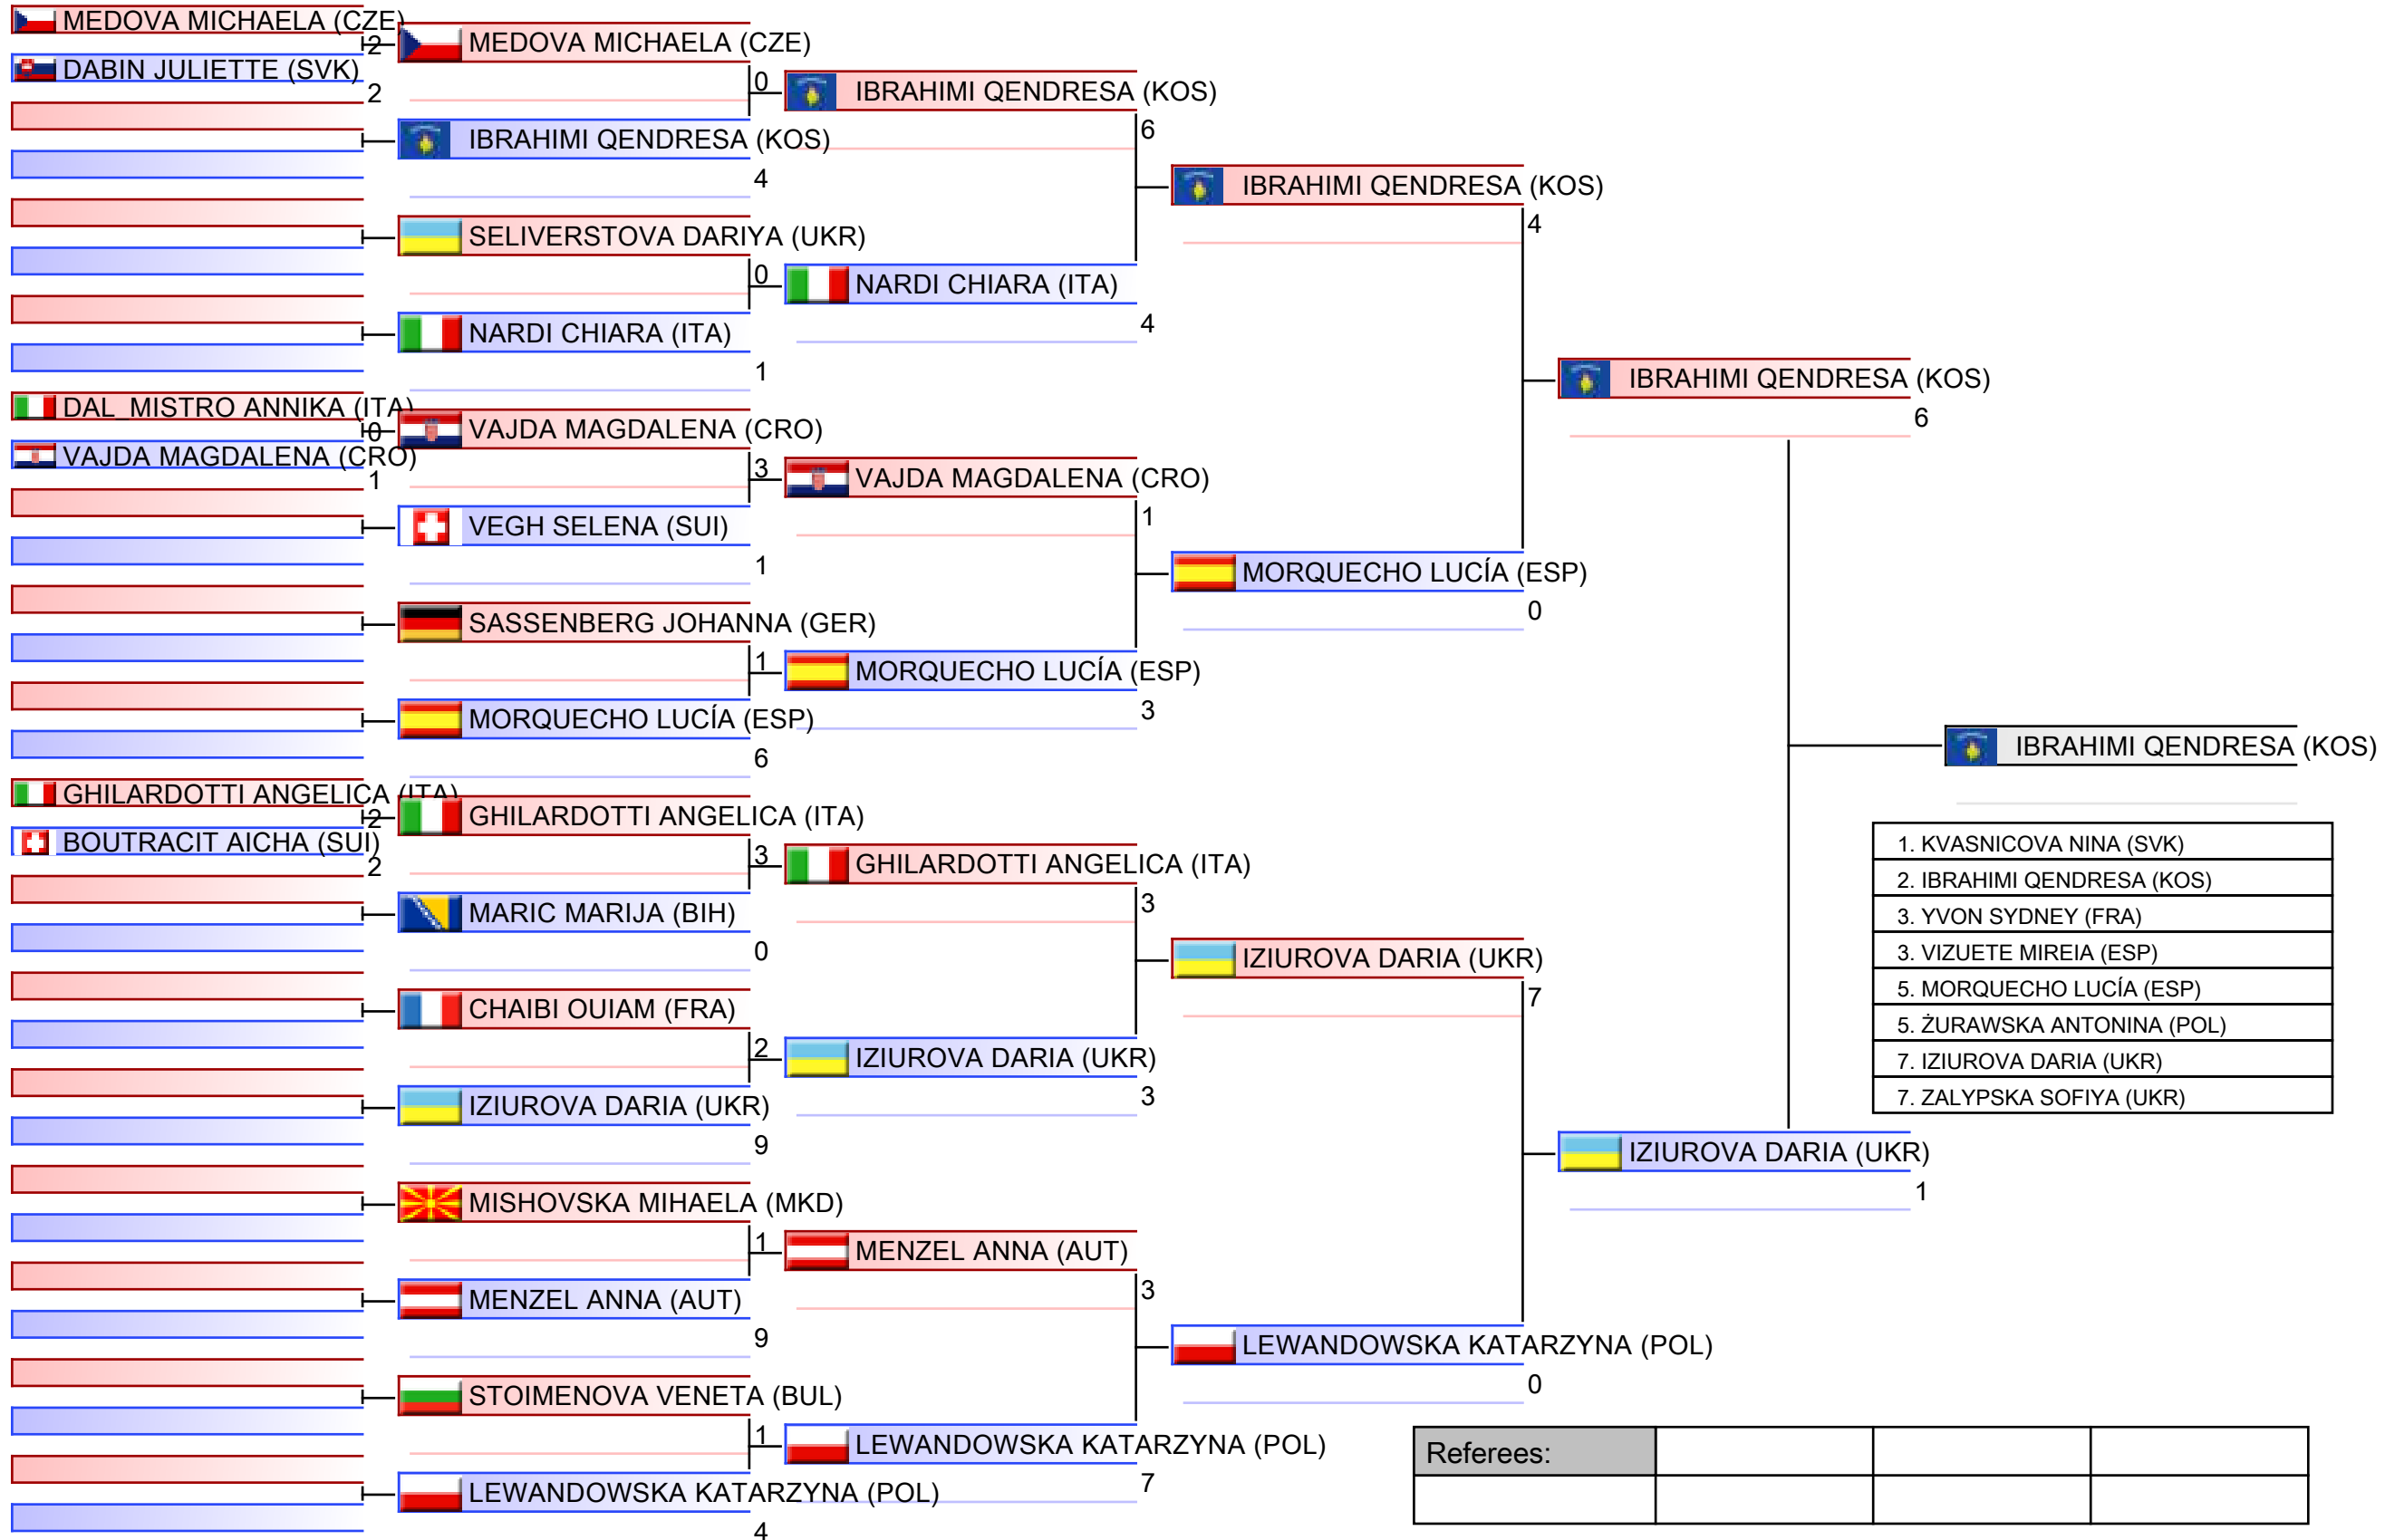 MEDOVA MICHAELA (CZE)
2
DABIN JULIETTE (SVK)
2
DAL_MISTRO ANNIKA (ITA)
0
VAJDA MAGDALENA (CRO)
1
GHILARDOTTI ANGELICA (ITA)
2
BOUTRACIT AICHA (SUI)
2
MEDOVA MICHAELA (CZE)
0
IBRAHIMI QENDRESA (KOS)
4
SELIVERSTOVA DARIYA (UKR)
0
NARDI CHIARA (ITA)
1
VAJDA MAGDALENA (CRO)
3
VEGH SELENA (SUI)
1
SASSENBERG JOHANNA (GER)
1
MORQUECHO LUCÍA (ESP)
6
GHILARDOTTI ANGELICA (ITA)
3
MARIC MARIJA (BIH)
0
CHAIBI OUIAM (FRA)
2
IZIUROVA DARIA (UKR)
9
MISHOVSKA MIHAELA (MKD)
1
MENZEL ANNA (AUT)
9
STOIMENOVA VENETA (BUL)
1
LEWANDOWSKA KATARZYNA (POL)
4
IBRAHIMI QENDRESA (KOS)
6
NARDI CHIARA (ITA)
4
VAJDA MAGDALENA (CRO)
1
MORQUECHO LUCÍA (ESP)
3
GHILARDOTTI ANGELICA (ITA)
3
IZIUROVA DARIA (UKR)
3
MENZEL ANNA (AUT)
3
LEWANDOWSKA KATARZYNA (POL)
7
IBRAHIMI QENDRESA (KOS)
4
MORQUECHO LUCÍA (ESP)
0
IZIUROVA DARIA (UKR)
7
LEWANDOWSKA KATARZYNA (POL)
0
IBRAHIMI QENDRESA (KOS)
6
IZIUROVA DARIA (UKR)
1
IBRAHIMI QENDRESA (KOS)
1. KVASNICOVA NINA (SVK)
2. IBRAHIMI QENDRESA (KOS)
3. YVON SYDNEY (FRA)
3. VIZUETE MIREIA (ESP)
5. MORQUECHO LUCÍA (ESP)
5. ŻURAWSKA ANTONINA (POL)
7. IZIUROVA DARIA (UKR)
7. ZALYPSKA SOFIYA (UKR)
Referees: